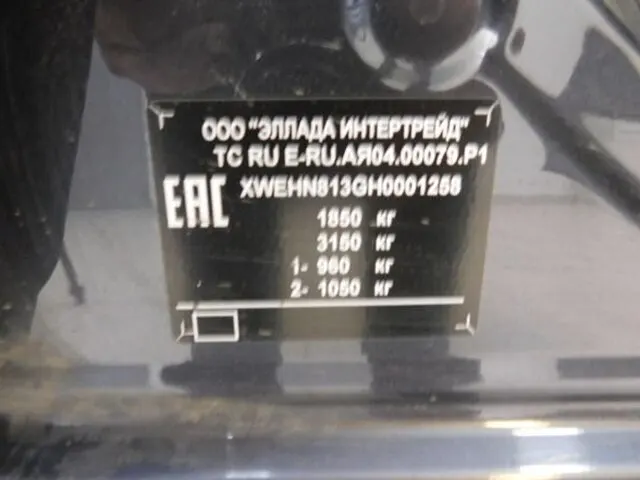 ООО "ЭЛЛАДА ИНТЕРТРЕЙД"
ТС RU Е-RU.АЯ04.00079.Р1
XWEHN813GH0001258
EAC
1850 кг
3150 кг
1- 960 кг
2- 1050 кг